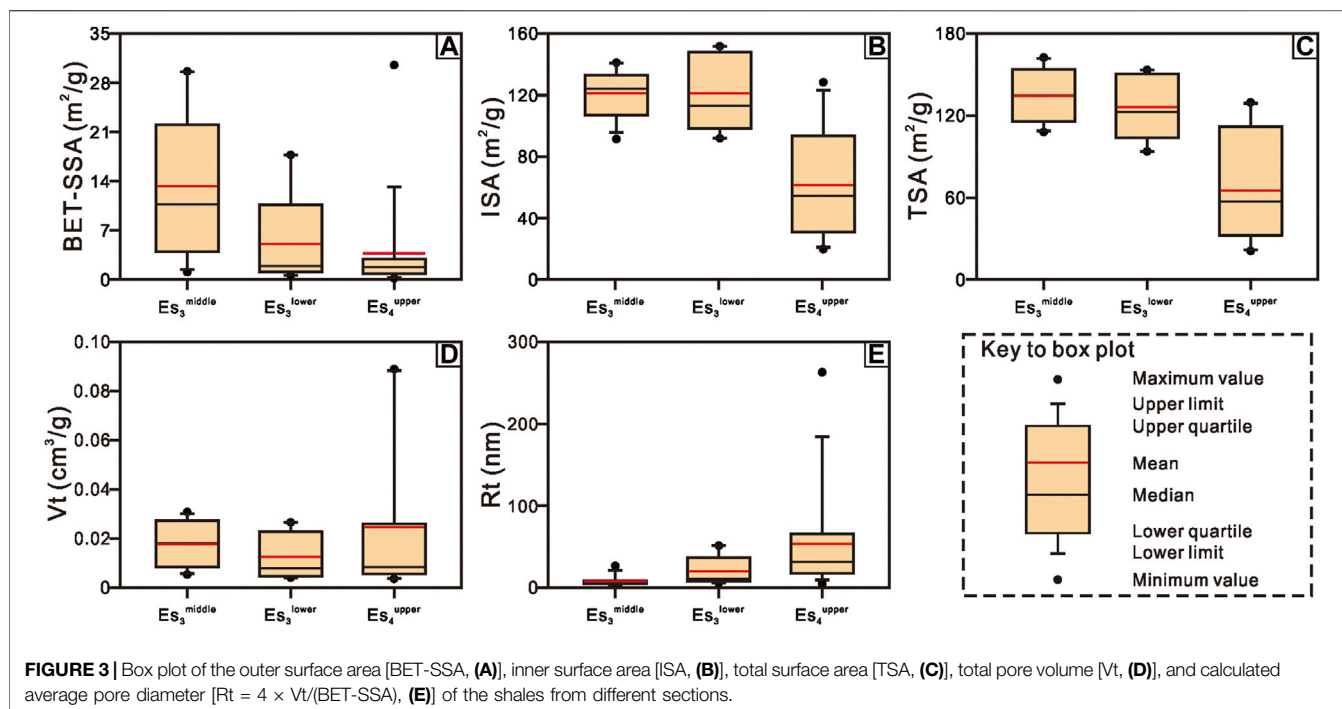 A
BET-SSA (m²/g)
35
28
21
14
7
0
Es₃ᵐⁱᵈᵈˡᵉ
Es₃ˡᵒʷᵉʳ
Es₄ᵘᵖᵖᵉʳ
B
ISA (m²/g)
160
120
80
40
0
Es₃ᵐⁱᵈᵈˡᵉ
Es₃ˡᵒʷᵉʳ
Es₄ᵘᵖᵖᵉʳ
C
TSA (m²/g)
180
120
60
0
Es₃ᵐⁱᵈᵈˡᵉ
Es₃ˡᵒʷᵉʳ
Es₄ᵘᵖᵖᵉʳ
D
Vt (cm³/g)
0.10
0.08
0.06
0.04
0.02
0
Es₃ᵐⁱᵈᵈˡᵉ
Es₃ˡᵒʷᵉʳ
Es₄ᵘᵖᵖᵉʳ
E
Rt (nm)
300
200
100
50
0
Es₃ᵐⁱᵈᵈˡᵉ
Es₃ˡᵒʷᵉʳ
Es₄ᵘᵖᵖᵉʳ
Key to box plot
Maximum value
Upper limit
Upper quartile
Mean
Median
Lower quartile
Lower limit
Minimum value
FIGURE 3 | Box plot of the outer surface area [BET-SSA, (A)], inner surface area [ISA, (B)], total surface area [TSA, (C)], total pore volume [Vt, (D)], and calculated
average pore diameter [Rt = 4 × Vt/(BET-SSA), (E)] of the shales from different sections.